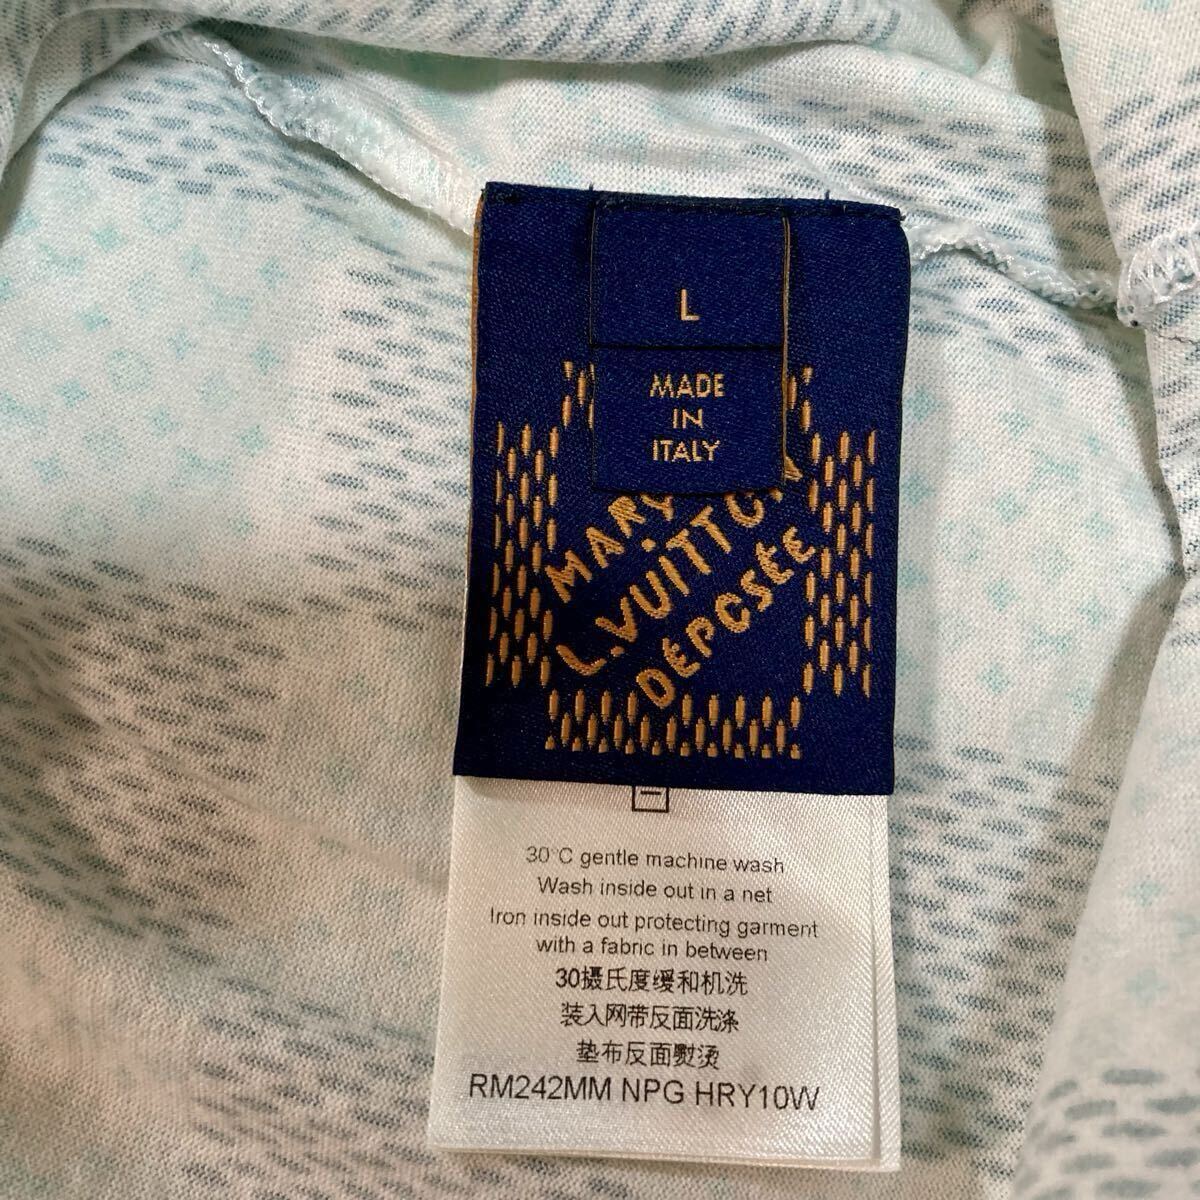 L
MADE
IN
ITALY
L.VUITTON
DÉPOSÉE
30°C gentle machine wash
Wash inside out in a net
Iron inside out protecting garment
with a fabric in between
30摄氏度缓和机洗
装入网带反面洗涤
垫布反面熨烫
RM242MM NPG HRY10W